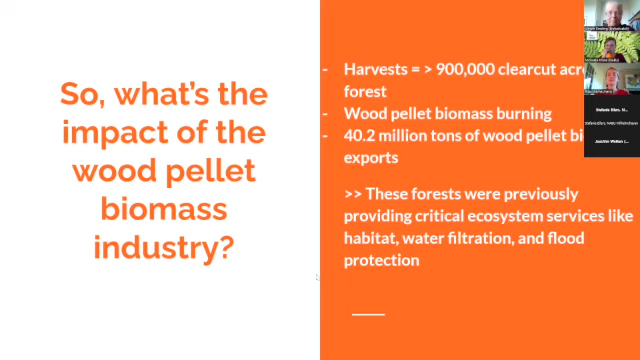 So, what's the
impact of the
wood pellet
biomass
industry?
- Harvests = > 900,000 clearcut acre
forest
- Wood pellet biomass burning
- 40.2 million tons of wood pellet bi
exports
>> These forests were previously
providing critical ecosystem services like
habitat, water filtration, and flood
protection